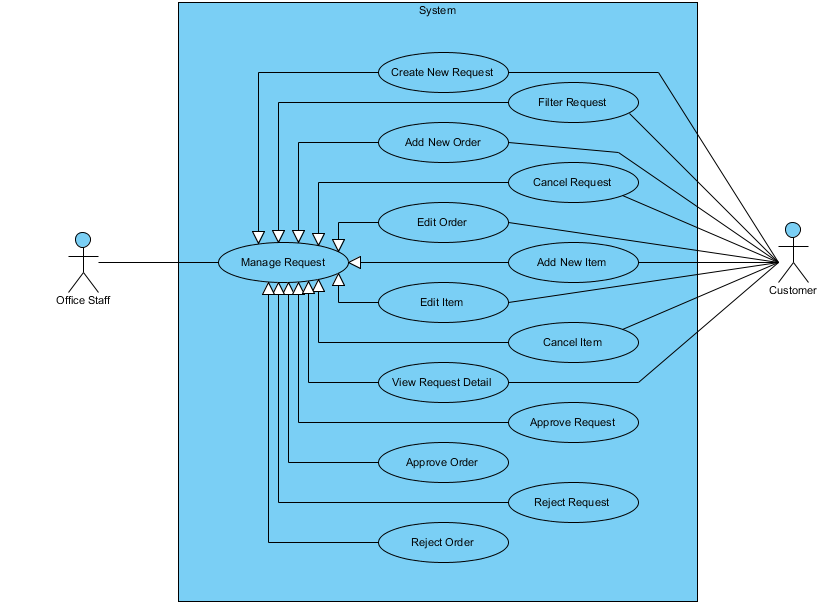 System
Create New Request
Filter Request
Add New Order
Cancel Request
Edit Order
Manage Request
Add New Item
Office Staff
Customer
Edit Item
Cancel Item
View Request Detail
Approve Request
Approve Order
Reject Request
Reject Order